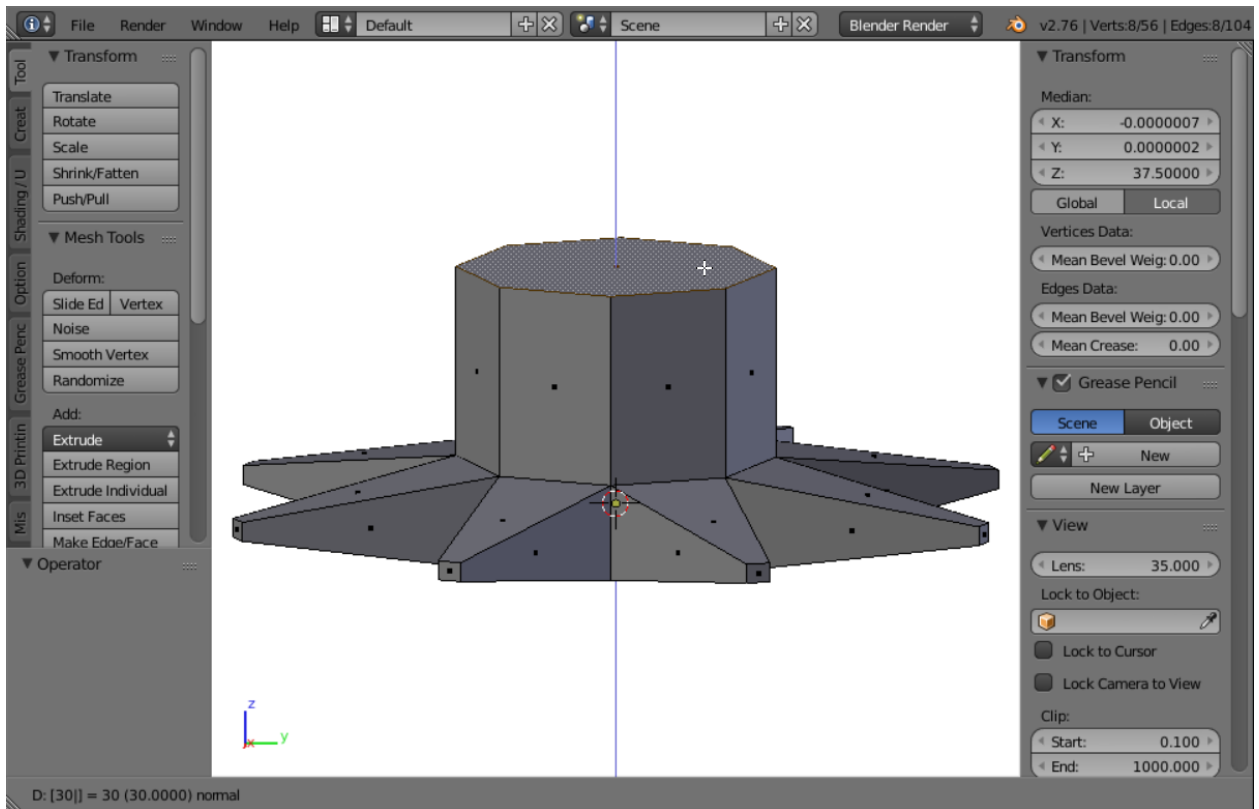 File Render Window Help Default Scene Blender Render v2.76 | Verts:8/56 | Edges:8/104
Tool
Creat
Shading / U
Option
Grease Penc
3D Printin
Mis
Transform
Translate
Rotate
Scale
Shrink/Fatten
Push/Pull
Mesh Tools
Deform:
Slide Ed Vertex
Noise
Smooth Vertex
Randomize
Add:
Extrude
Extrude Region
Extrude Individual
Inset Faces
Make Edge/Face
Operator
z
y
x
Transform
Median:
X: -0.0000007
Y: 0.0000002
Z: 37.50000
Global Local
Vertices Data:
Mean Bevel Weig: 0.00
Edges Data:
Mean Bevel Weig: 0.00
Mean Crease: 0.00
Grease Pencil
Scene Object
New
New Layer
View
Lens: 35.000
Lock to Object:
Lock to Cursor
Lock Camera to View
Clip:
Start: 0.100
End: 1000.000
D: [30|] = 30 (30.0000) normal